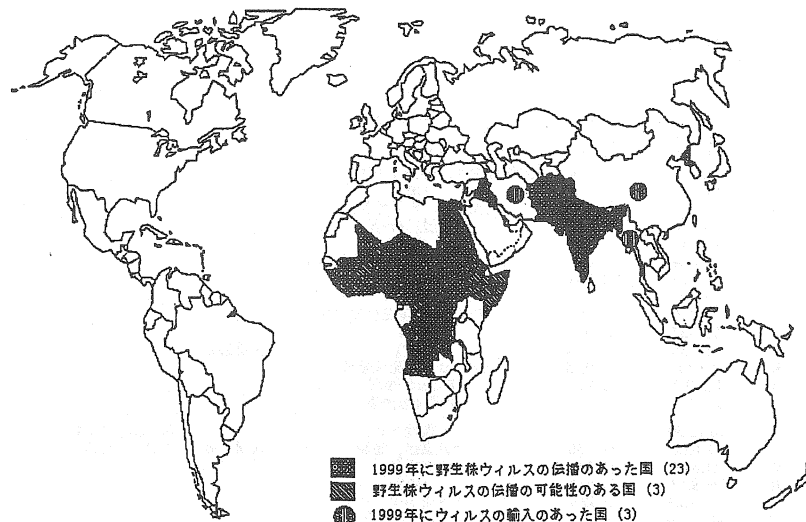 1999年に野生株ウィルスの伝播のあった国 (23)
野生株ウィルスの伝播の可能性のある国 (3)
1999年にウィルスの輸入のあった国 (3)